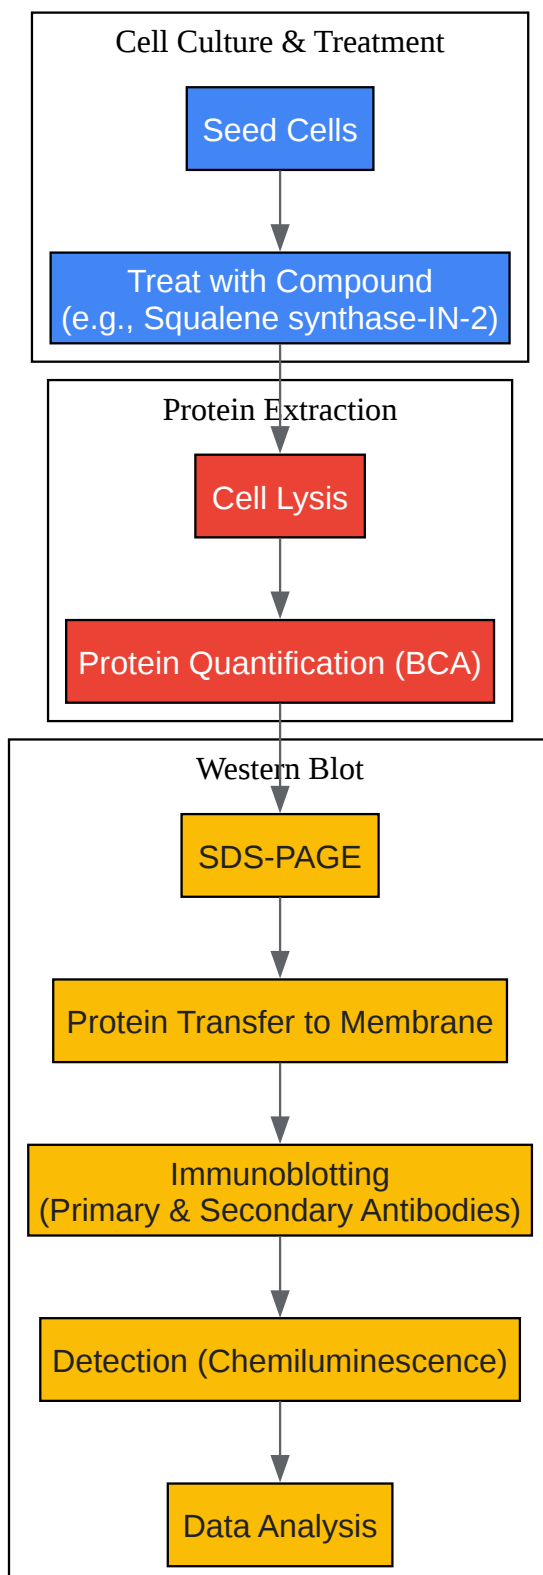 Cell Culture & Treatment
Seed Cells
Treat with Compound
(e.g., Squalene synthase-IN-2)
Protein Extraction
Cell Lysis
Protein Quantification (BCA)
Western Blot
SDS-PAGE
Protein Transfer to Membrane
Immunoblotting
(Primary & Secondary Antibodies)
Detection (Chemiluminescence)
Data Analysis